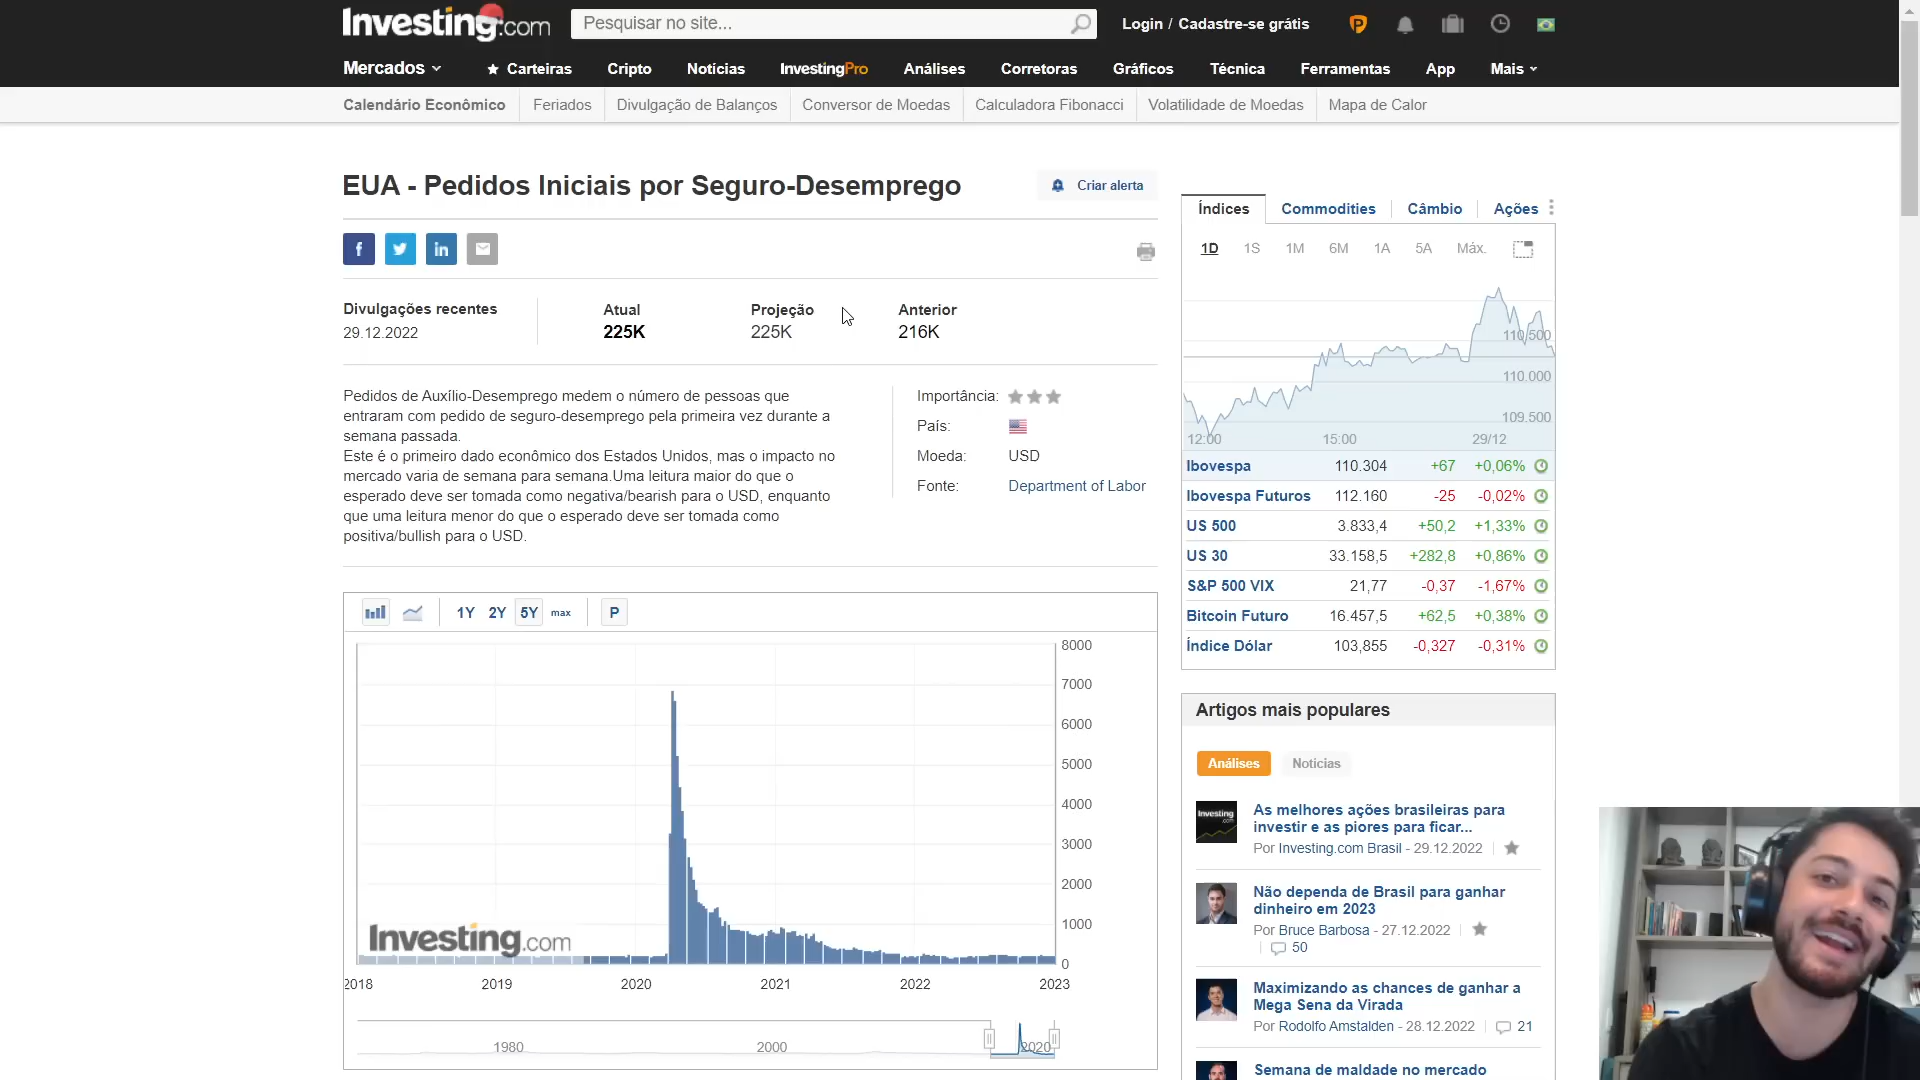 Investing.com
Pesquisar no site...
Login / Cadastre-se grátis
Mercados
Carteiras
Cripto
Notícias
InvestingPro
Análises
Corretoras
Gráficos
Técnica
Ferramentas
App
Mais
Calendário Econômico
Feriados
Divulgação de Balanços
Conversor de Moedas
Calculadora Fibonacci
Volatilidade de Moedas
Mapa de Calor
EUA - Pedidos Iniciais por Seguro-Desemprego
Criar alerta
Divulgações recentes
29.12.2022
Atual
225K
Projeção
225K
Anterior
216K
Pedidos de Auxílio-Desemprego medem o número de pessoas que
entraram com pedido de seguro-desemprego pela primeira vez durante a
semana passada.
Este é o primeiro dado econômico dos Estados Unidos, mas o impacto no
mercado varia de semana para semana.Uma leitura maior do que o
esperado deve ser tomada como negativa/bearish para o USD, enquanto
que uma leitura menor do que o esperado deve ser tomada como
positiva/bullish para o USD.
Importância:
País:
Moeda: USD
Fonte: Department of Labor
1Y 2Y 5Y max P
8000
7000
6000
5000
4000
3000
2000
1000
0
Investing.com
2018 2019 2020 2021 2022 2023
1980 2000 2020
Índices
Commodities
Câmbio
Ações
1D 1S 1M 6M 1A 5A Máx.
110.500
110.000
109.500
12:00 15:00 29/12
Ibovespa 110.304 +67 +0,06%
Ibovespa Futuros 112.160 -25 -0,02%
US 500 3.833,4 +50,2 +1,33%
US 30 33.158,5 +282,8 +0,86%
S&P 500 VIX 21,77 -0,37 -1,67%
Bitcoin Futuro 16.457,5 +62,5 +0,38%
Índice Dólar 103,855 -0,327 -0,31%
Artigos mais populares
Análises
Notícias
Investing.com
As melhores ações brasileiras para
investir e as piores para ficar...
Por Investing.com Brasil - 29.12.2022
Não dependa de Brasil para ganhar
dinheiro em 2023
Por Bruce Barbosa - 27.12.2022
50
Maximizando as chances de ganhar a
Mega Sena da Virada
Por Rodolfo Amstalden - 28.12.2022 21
Semana de maldade no mercado